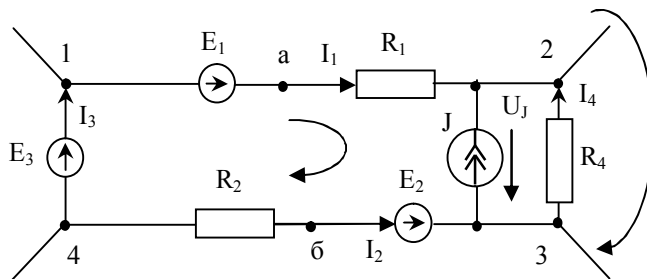 1 E₁ а I₁ R₁ 2
I₃ J U_J I₄
E₃ R₂ E₂ R₄
4 б I₂ 3